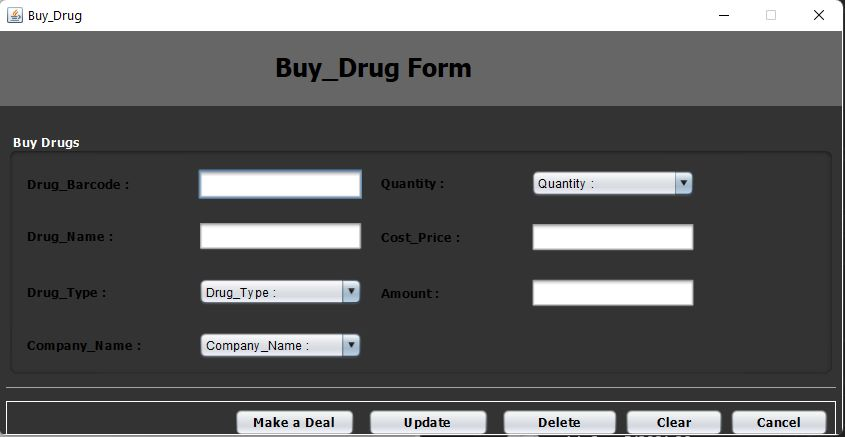 Buy_Drug
Buy_Drug Form
Buy Drugs
Drug_Barcode :
Quantity :
Quantity :
Drug_Name :
Cost_Price :
Drug_Type :
Drug_Type :
Amount :
Company_Name :
Company_Name :
Make a Deal
Update
Delete
Clear
Cancel